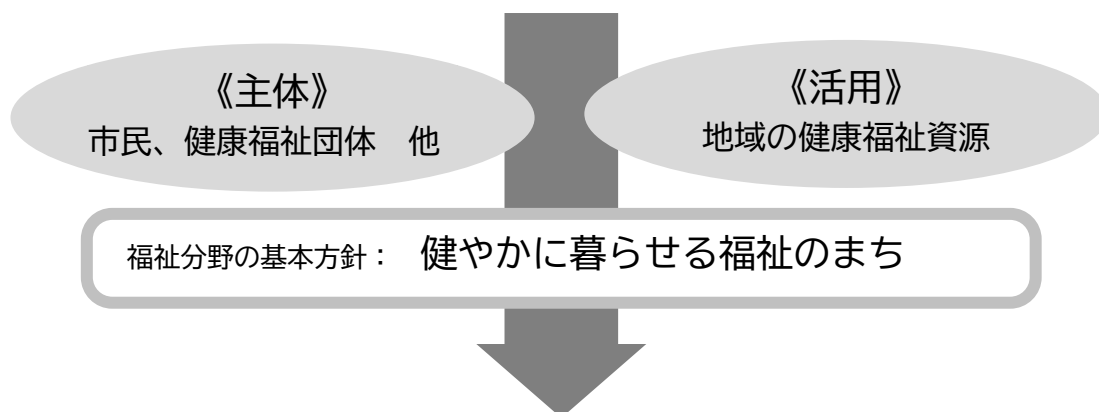 《主体》
市民、健康福祉団体　他
《活用》
地域の健康福祉資源
福祉分野の基本方針：　健やかに暮らせる福祉のまち